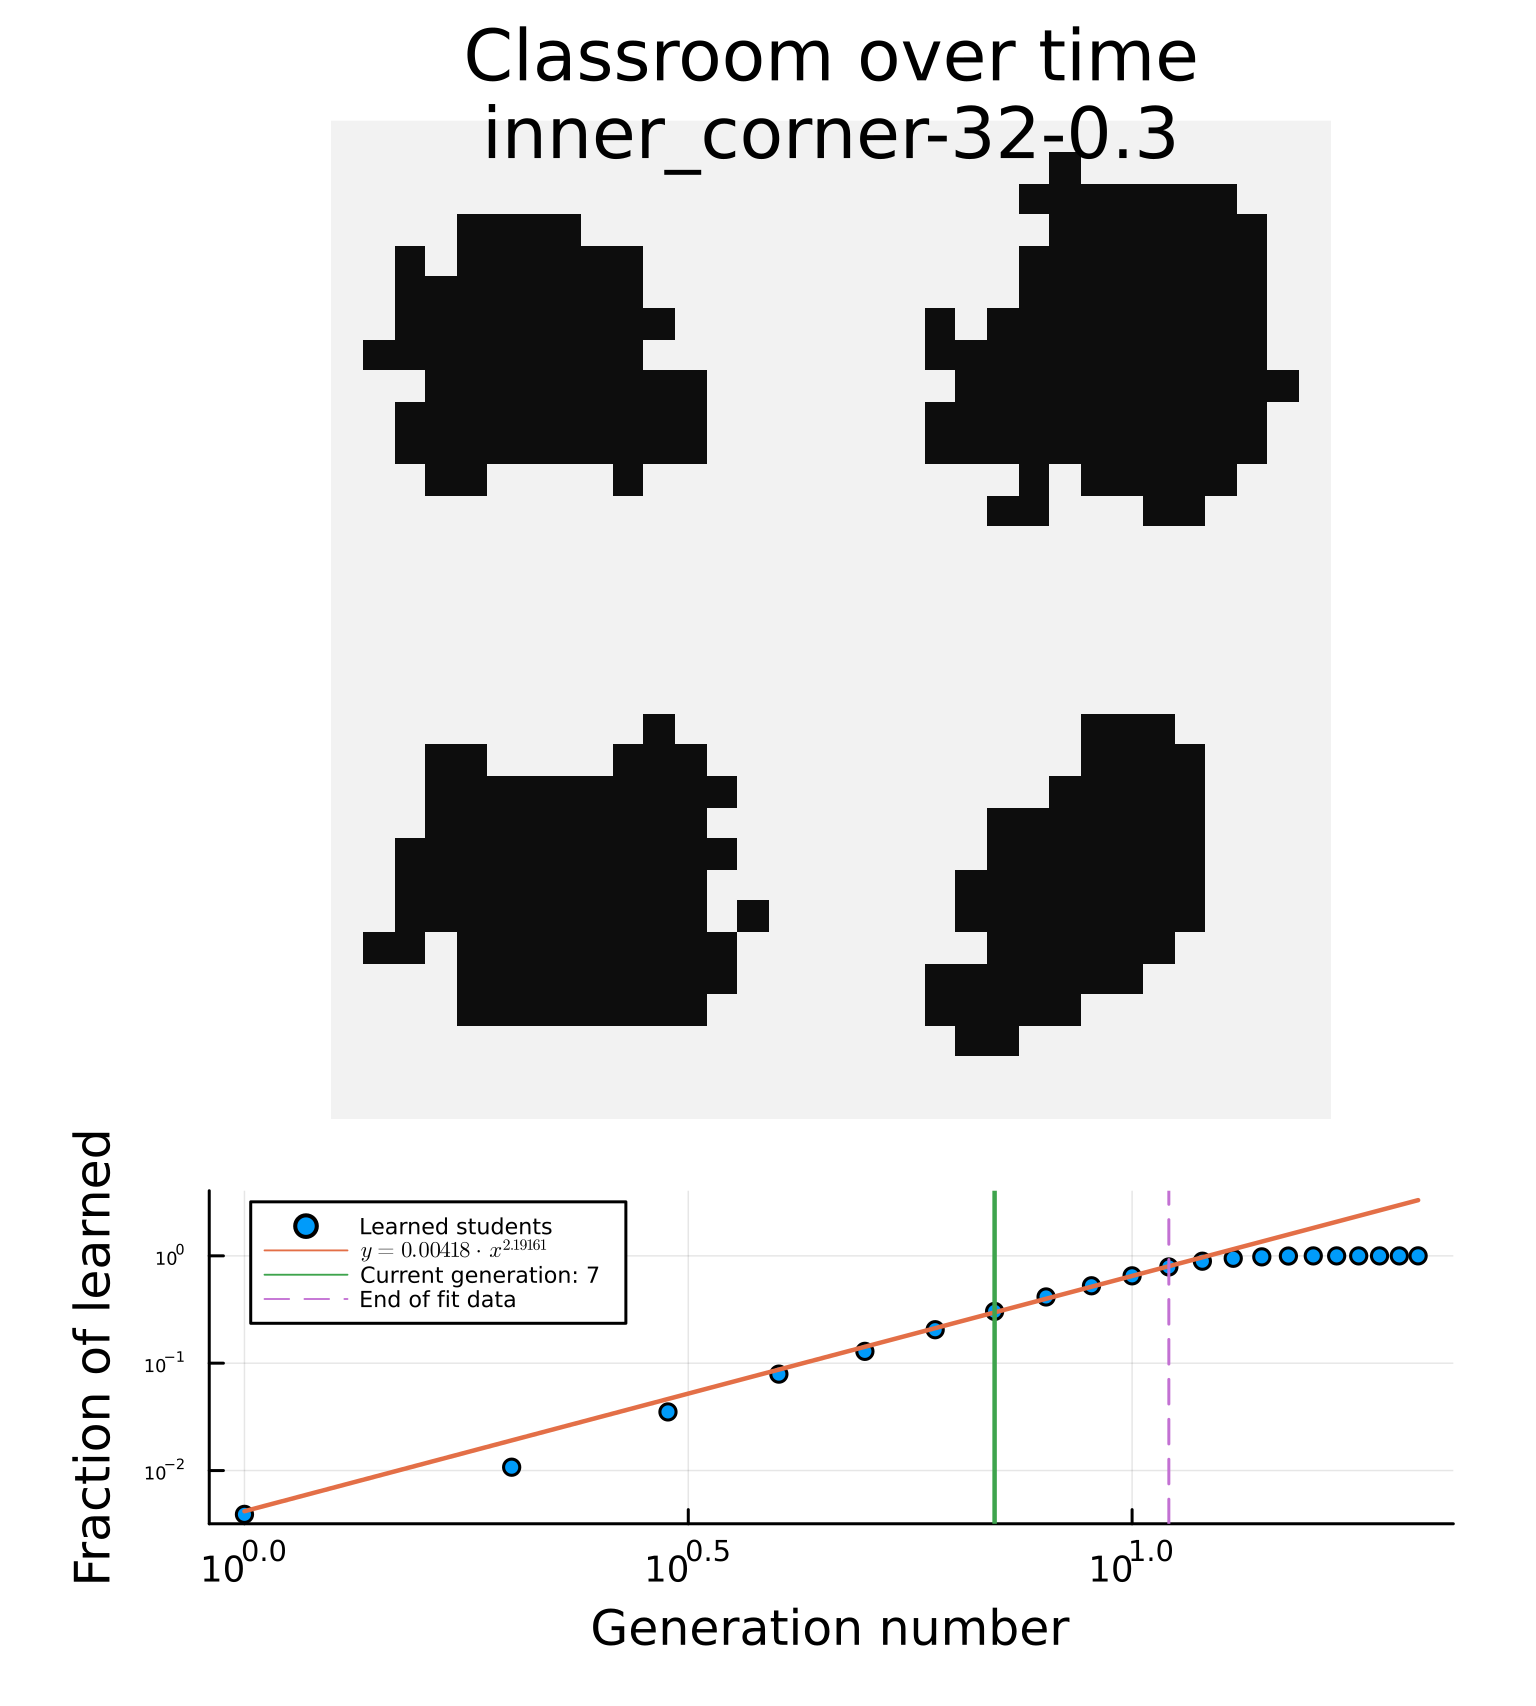 Classroom over time
inner_corner-32-0.3
Fraction of learned
10^0
10^-1
10^-2
Learned students
y = 0.00418 · x^2.19161
Current generation: 7
End of fit data
10^0.0
10^0.5
10^1.0
Generation number